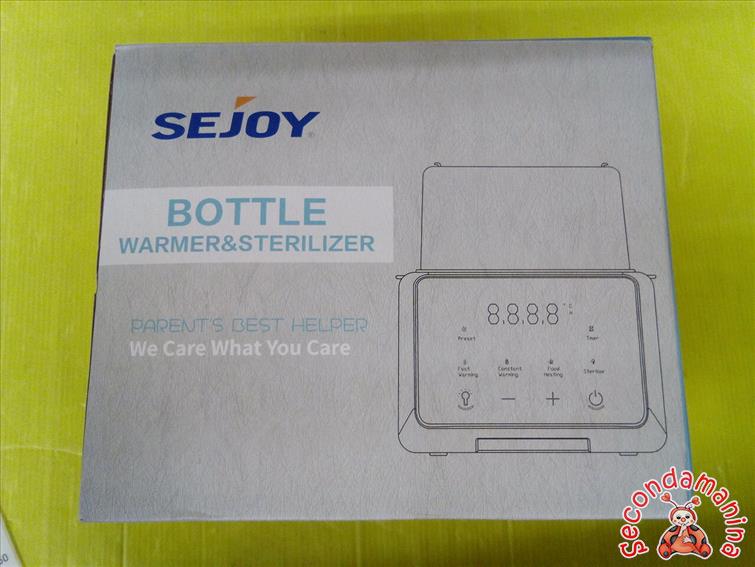 SEJOY
BOTTLE
WARMER&STERILIZER
PARENT'S BEST HELPER
We Care What You Care
8.8.8.8 °C
H
Preset
Timer
Fast Warming
Constant Warming
Food Heating
Sterilizer
secondamanina